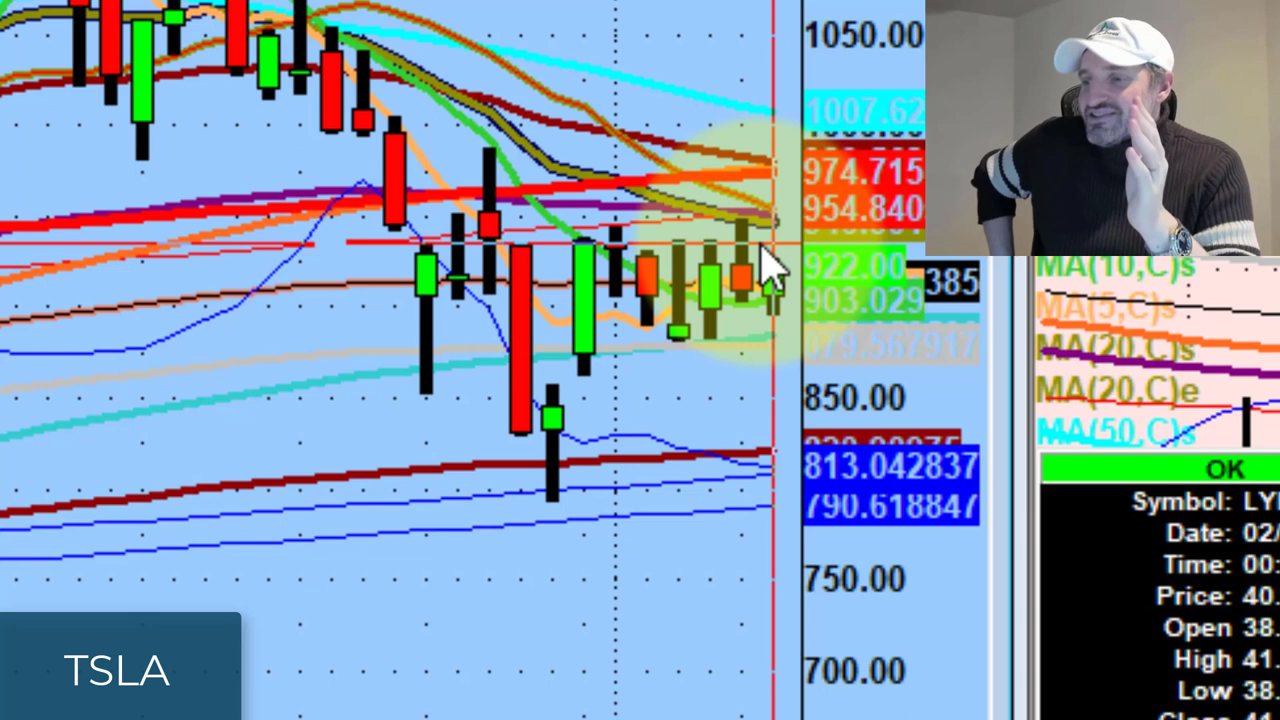 1050.00
1007.62
974.715
954.840
922.00
385
903.029
850.00
813.042837
790.618847
750.00
700.00
MA(10,C)s
MA(5,C)s
MA(20,C)s
MA(20,C)e
MA(50,C)s
OK
Symbol: LY
Date: 02/
Time: 00:
Price: 40.
Open 38.
High 41.
Low 38.
TSLA